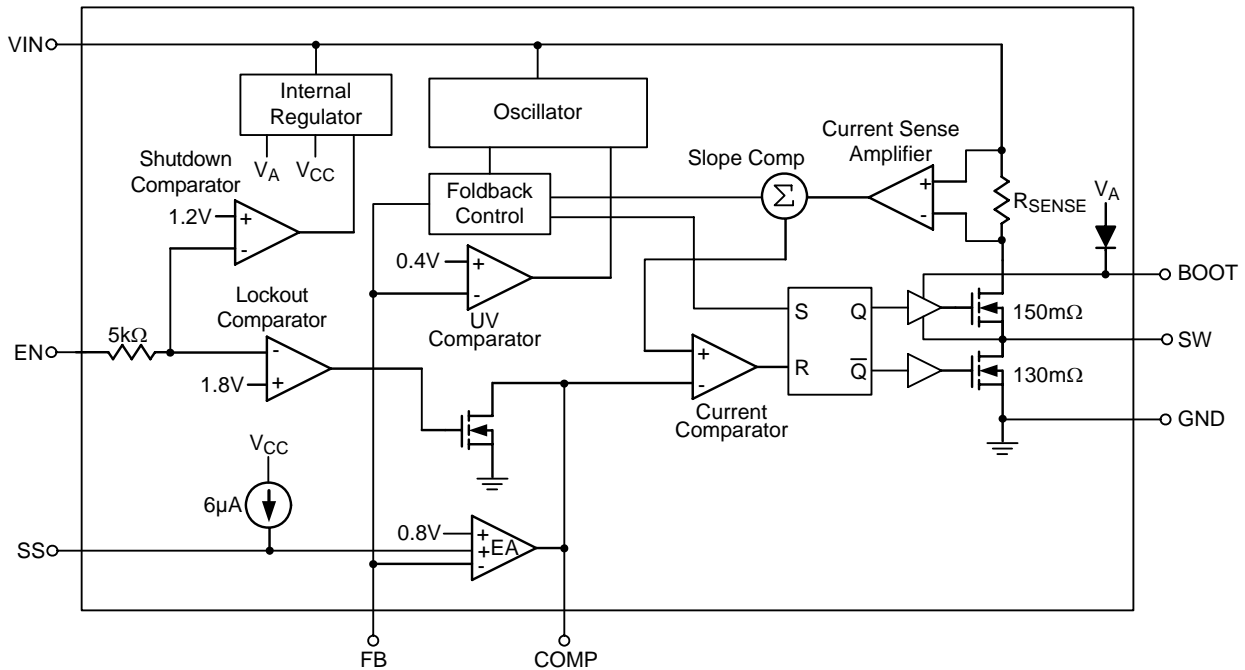 VIN
Internal
Regulator
Oscillator
Current Sense
Amplifier
Shutdown
Comparator
VA
VCC
Slope Comp
Foldback
Control
Σ
+
-
RSENSE
VA
1.2V
+
-
0.4V
+
-
BOOT
Lockout
Comparator
UV
Comparator
S
Q
150mΩ
5kΩ
EN
-
+
1.8V
SW
+
-
R
Q̅
130mΩ
Current
Comparator
GND
VCC
6µA
0.8V
+
+
-
EA
SS
FB
COMP